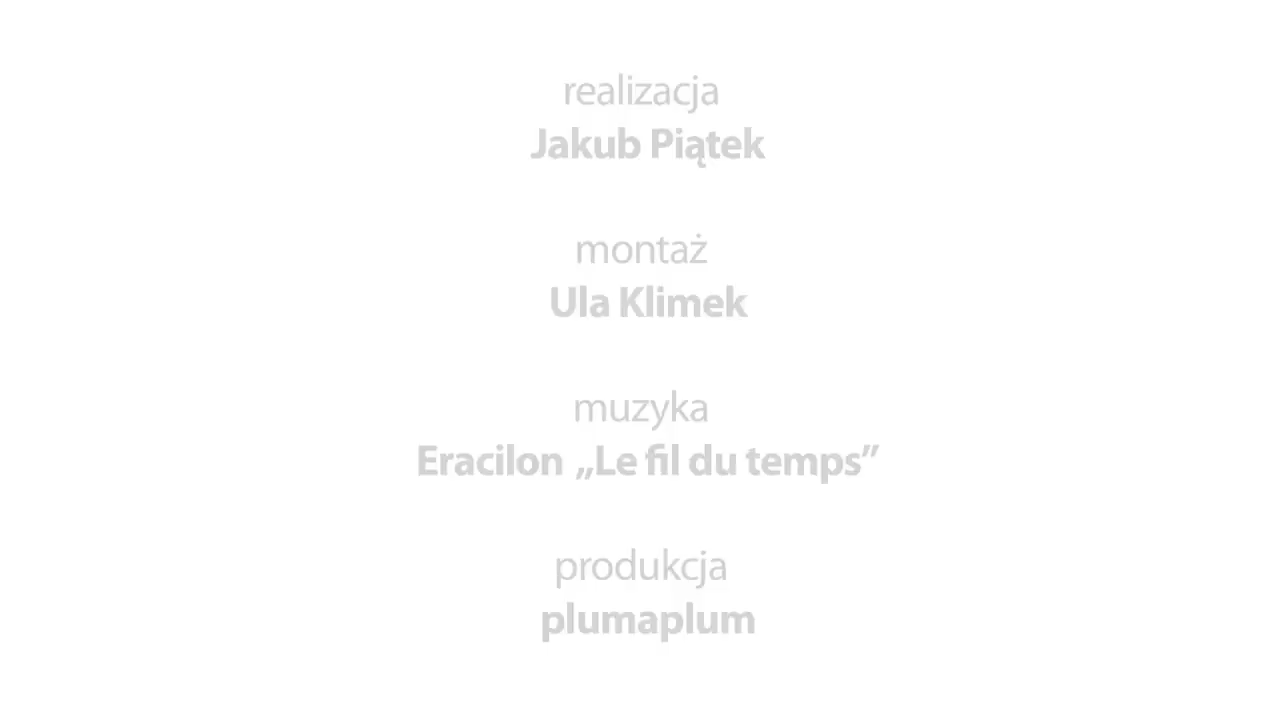 realizacja
Jakub Piątek
montaż
Ula Klimek
muzyka
Eracilon „Le fil du temps”
produkcja
plumaplum